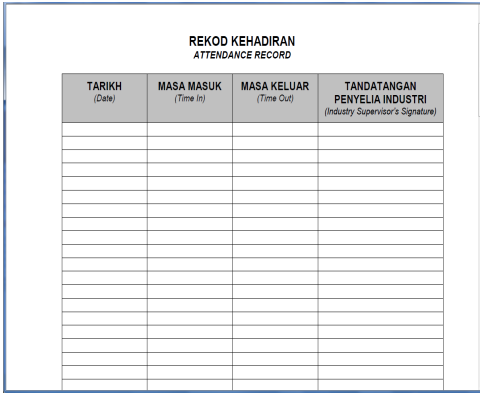 REKOD KEHADIRAN
ATTENDANCE RECORD
TARIKH
(Date)
MASA MASUK
(Time In)
MASA KELUAR
(Time Out)
TANDATANGAN
PENYELIA INDUSTRI
(Industry Supervisor's Signature)